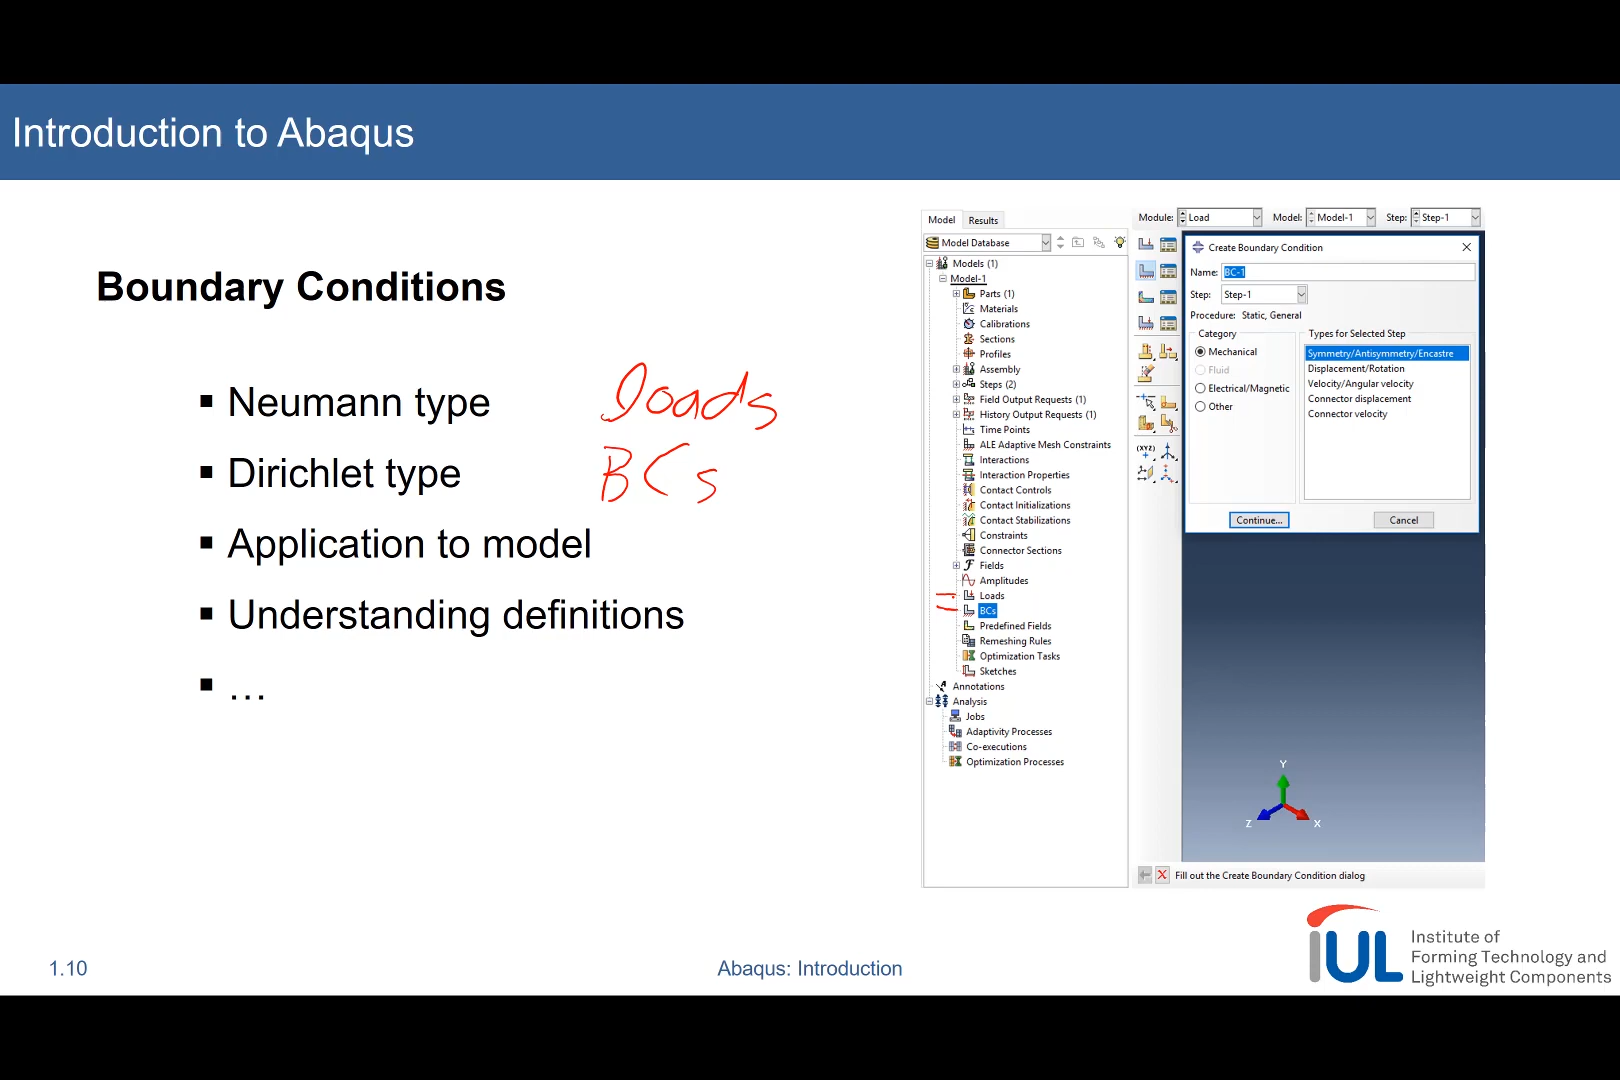 Introduction to Abaqus
Boundary Conditions
▪ Neumann type loads
▪ Dirichlet type BCs
▪ Application to model
▪ Understanding definitions
▪ ...
Model Results
Model Database
Models (1)
Model-1
Parts (1)
Materials
Calibrations
Sections
Profiles
Assembly
Steps (2)
Field Output Requests (1)
History Output Requests (1)
Time Points
ALE Adaptive Mesh Constraints
Interactions
Interaction Properties
Contact Controls
Contact Initializations
Contact Stabilizations
Constraints
Connector Sections
Fields
Amplitudes
Loads
BCs
Predefined Fields
Remeshing Rules
Optimization Tasks
Sketches
Annotations
Analysis
Jobs
Adaptivity Processes
Co-executions
Optimization Processes
Module: Load Model: Model-1 Step: Step-1
Create Boundary Condition
Name: BC-1
Step: Step-1
Procedure: Static, General
Category
Mechanical
Fluid
Electrical/Magnetic
Other
Types for Selected Step
Symmetry/Antisymmetry/Encastre
Displacement/Rotation
Velocity/Angular velocity
Connector displacement
Connector velocity
Continue... Cancel
(XYZ)
Y
Z X
Fill out the Create Boundary Condition dialog
1.10
Abaqus: Introduction
IUL
Institute of
Forming Technology and
Lightweight Components